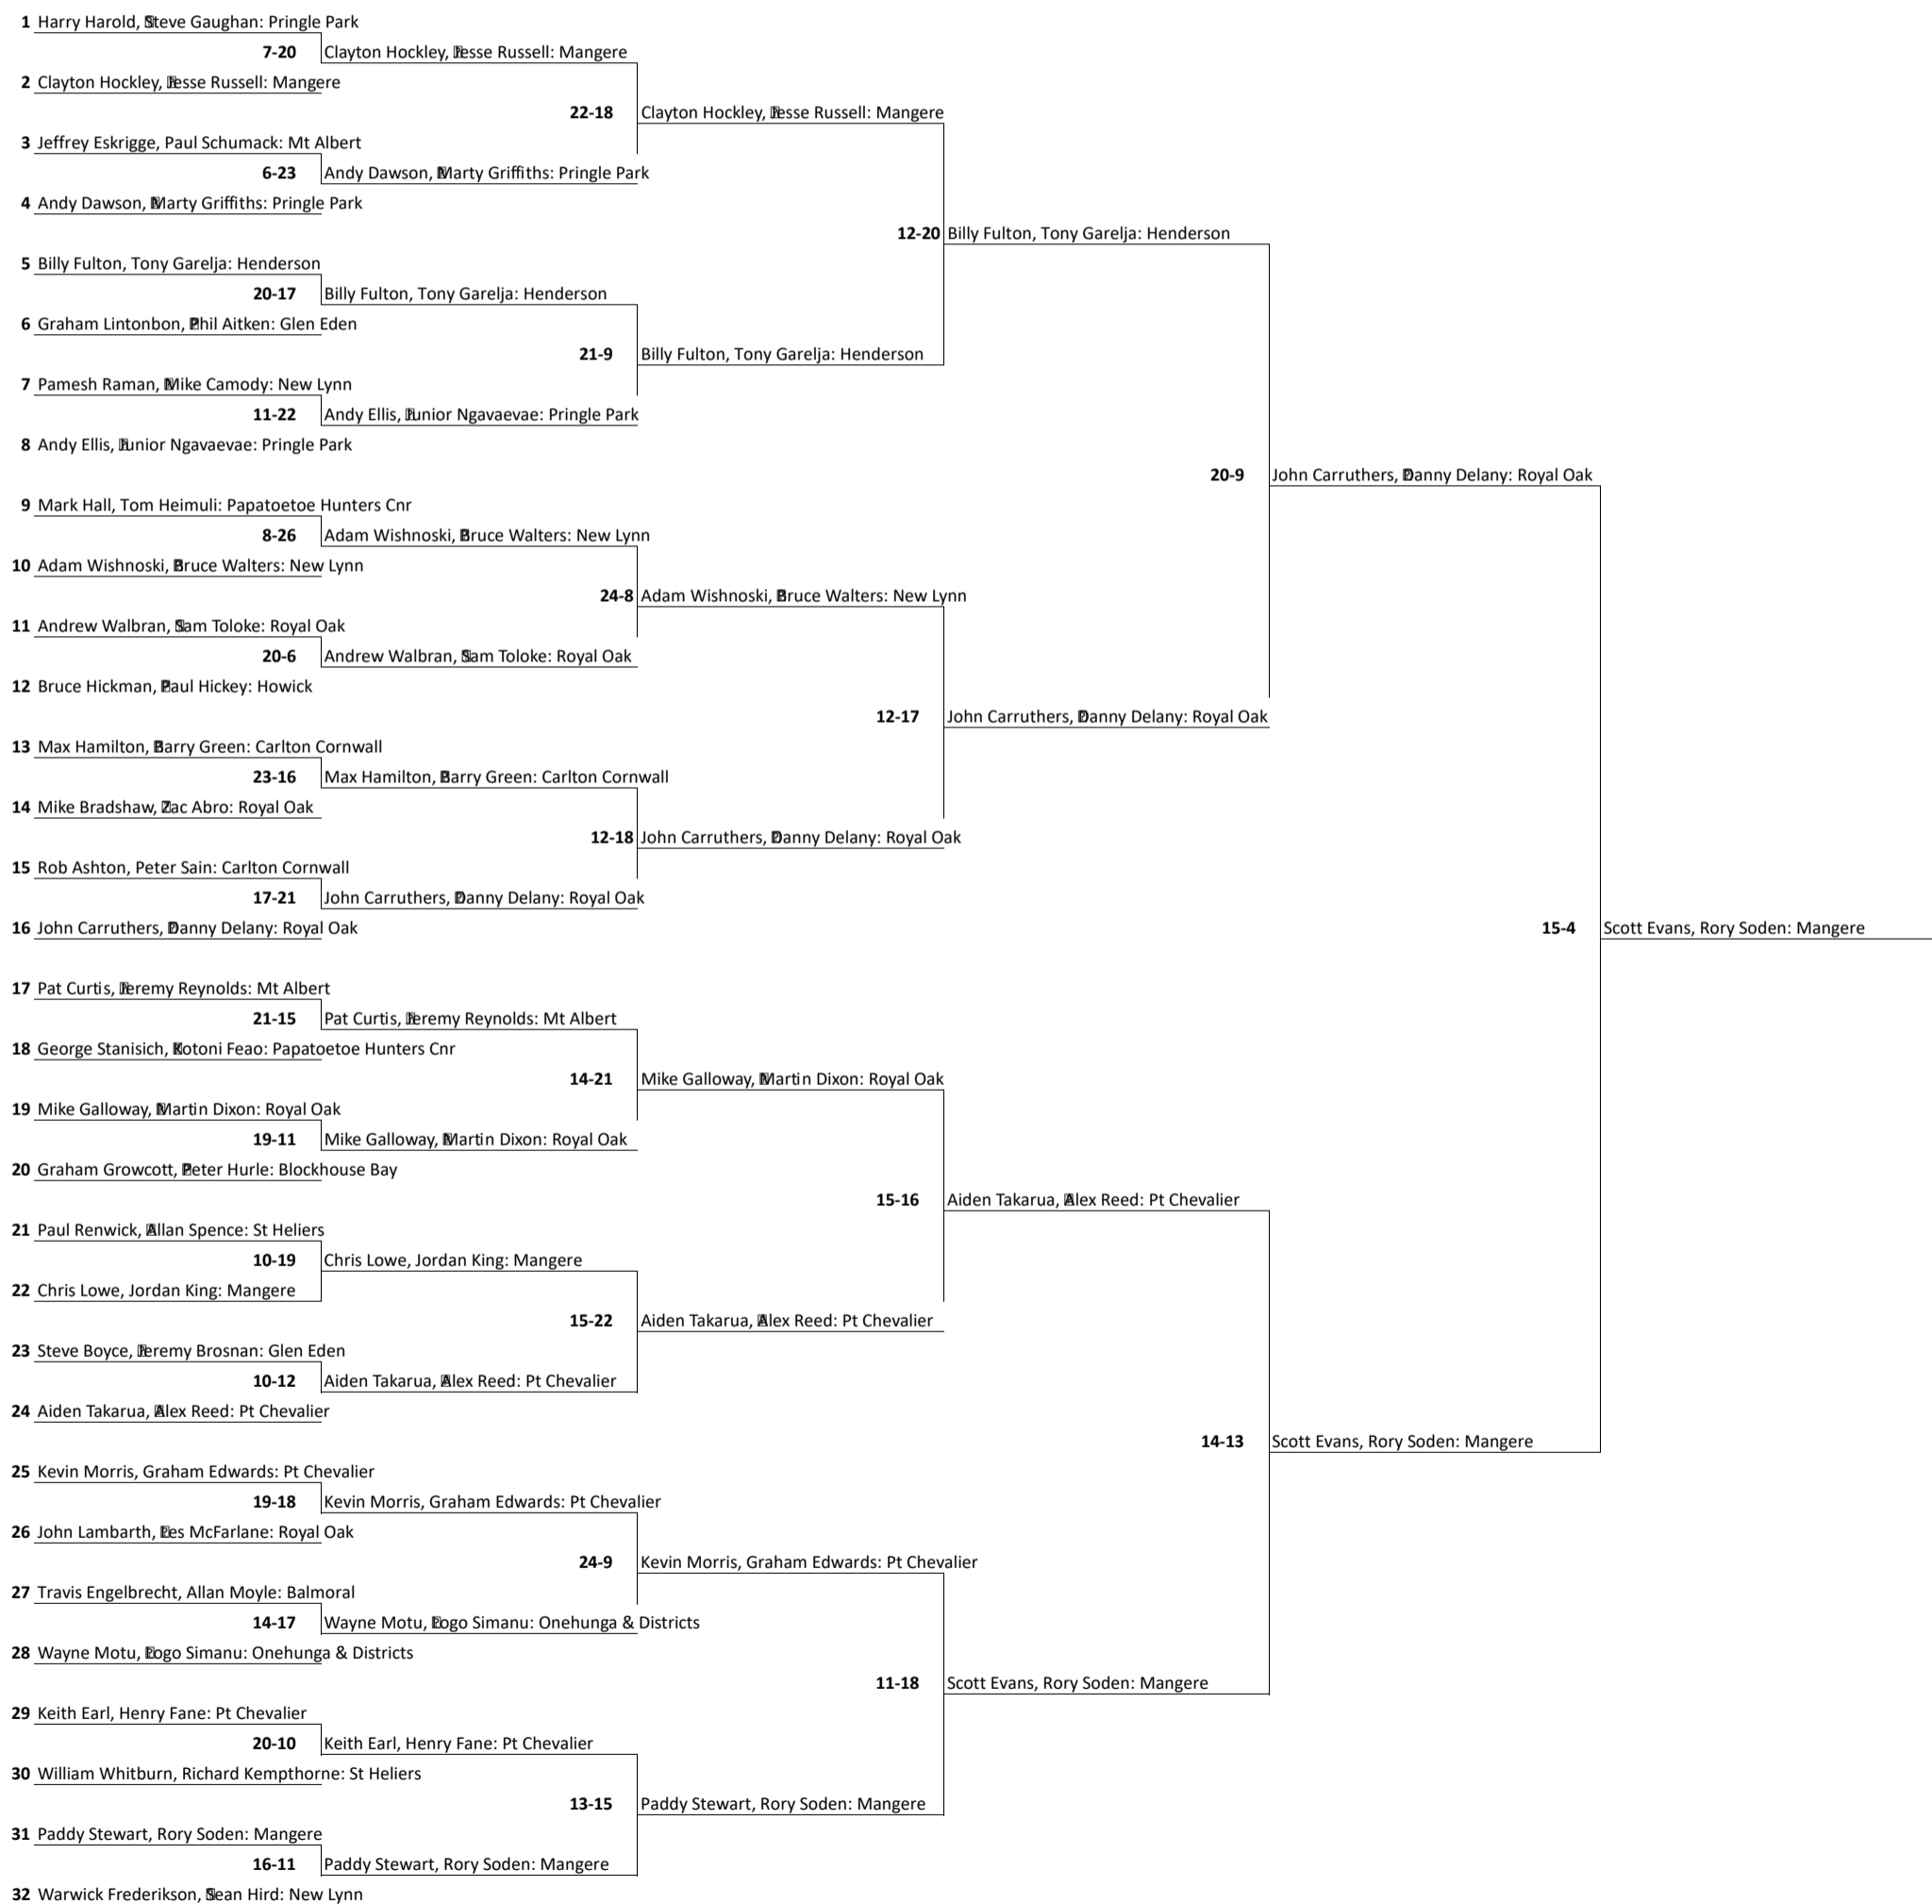 1 Harry Harold, Steve Gaughan: Pringle Park
7-20 Clayton Hockley, Jesse Russell: Mangere
2 Clayton Hockley, Jesse Russell: Mangere
22-18 Clayton Hockley, Jesse Russell: Mangere
3 Jeffrey Eskrigge, Paul Schumack: Mt Albert
6-23 Andy Dawson, Marty Griffiths: Pringle Park
4 Andy Dawson, Marty Griffiths: Pringle Park
12-20 Billy Fulton, Tony Garelja: Henderson
5 Billy Fulton, Tony Garelja: Henderson
20-17 Billy Fulton, Tony Garelja: Henderson
6 Graham Lintonbon, Phil Aitken: Glen Eden
21-9 Billy Fulton, Tony Garelja: Henderson
7 Pamesh Raman, Mike Camody: New Lynn
11-22 Andy Ellis, Junior Ngavaevae: Pringle Park
8 Andy Ellis, Junior Ngavaevae: Pringle Park
20-9 John Carruthers, Danny Delany: Royal Oak
9 Mark Hall, Tom Heimuli: Papatoetoe Hunters Cnr
8-26 Adam Wishnoski, Bruce Walters: New Lynn
10 Adam Wishnoski, Bruce Walters: New Lynn
24-8 Adam Wishnoski, Bruce Walters: New Lynn
11 Andrew Walbran, Sam Toloke: Royal Oak
20-6 Andrew Walbran, Sam Toloke: Royal Oak
12 Bruce Hickman, Paul Hickey: Howick
12-17 John Carruthers, Danny Delany: Royal Oak
13 Max Hamilton, Barry Green: Carlton Cornwall
23-16 Max Hamilton, Barry Green: Carlton Cornwall
14 Mike Bradshaw, Zac Abro: Royal Oak
12-18 John Carruthers, Danny Delany: Royal Oak
15 Rob Ashton, Peter Sain: Carlton Cornwall
17-21 John Carruthers, Danny Delany: Royal Oak
16 John Carruthers, Danny Delany: Royal Oak
15-4 Scott Evans, Rory Soden: Mangere
17 Pat Curtis, Jeremy Reynolds: Mt Albert
21-15 Pat Curtis, Jeremy Reynolds: Mt Albert
18 George Stanisich, Kotoni Feao: Papatoetoe Hunters Cnr
14-21 Mike Galloway, Martin Dixon: Royal Oak
19 Mike Galloway, Martin Dixon: Royal Oak
19-11 Mike Galloway, Martin Dixon: Royal Oak
20 Graham Growcott, Peter Hurle: Blockhouse Bay
15-16 Aiden Takarua, Alex Reed: Pt Chevalier
21 Paul Renwick, Allan Spence: St Heliers
10-19 Chris Lowe, Jordan King: Mangere
22 Chris Lowe, Jordan King: Mangere
15-22 Aiden Takarua, Alex Reed: Pt Chevalier
23 Steve Boyce, Jeremy Brosnan: Glen Eden
10-12 Aiden Takarua, Alex Reed: Pt Chevalier
24 Aiden Takarua, Alex Reed: Pt Chevalier
14-13 Scott Evans, Rory Soden: Mangere
25 Kevin Morris, Graham Edwards: Pt Chevalier
19-18 Kevin Morris, Graham Edwards: Pt Chevalier
26 John Lambarth, Les McFarlane: Royal Oak
24-9 Kevin Morris, Graham Edwards: Pt Chevalier
27 Travis Engelbrecht, Allan Moyle: Balmoral
14-17 Wayne Motu, Logo Simanu: Onehunga & Districts
28 Wayne Motu, Logo Simanu: Onehunga & Districts
11-18 Scott Evans, Rory Soden: Mangere
29 Keith Earl, Henry Fane: Pt Chevalier
20-10 Keith Earl, Henry Fane: Pt Chevalier
30 William Whitburn, Richard Kempthorne: St Heliers
13-15 Paddy Stewart, Rory Soden: Mangere
31 Paddy Stewart, Rory Soden: Mangere
16-11 Paddy Stewart, Rory Soden: Mangere
32 Warwick Frederikson, Sean Hird: New Lynn